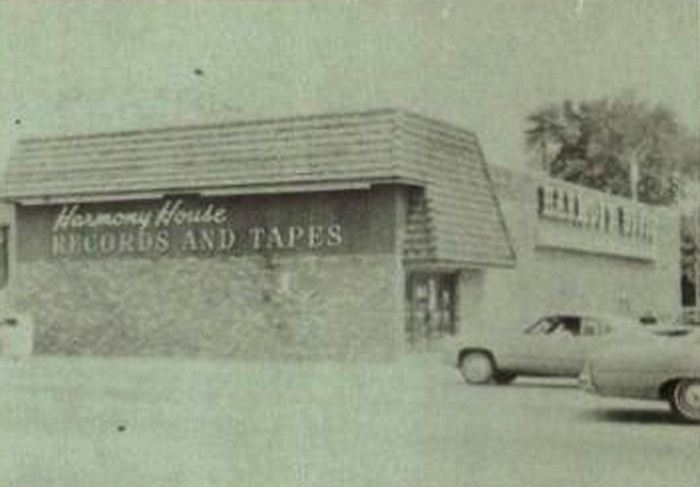 Harmony House
RECORDS AND TAPES